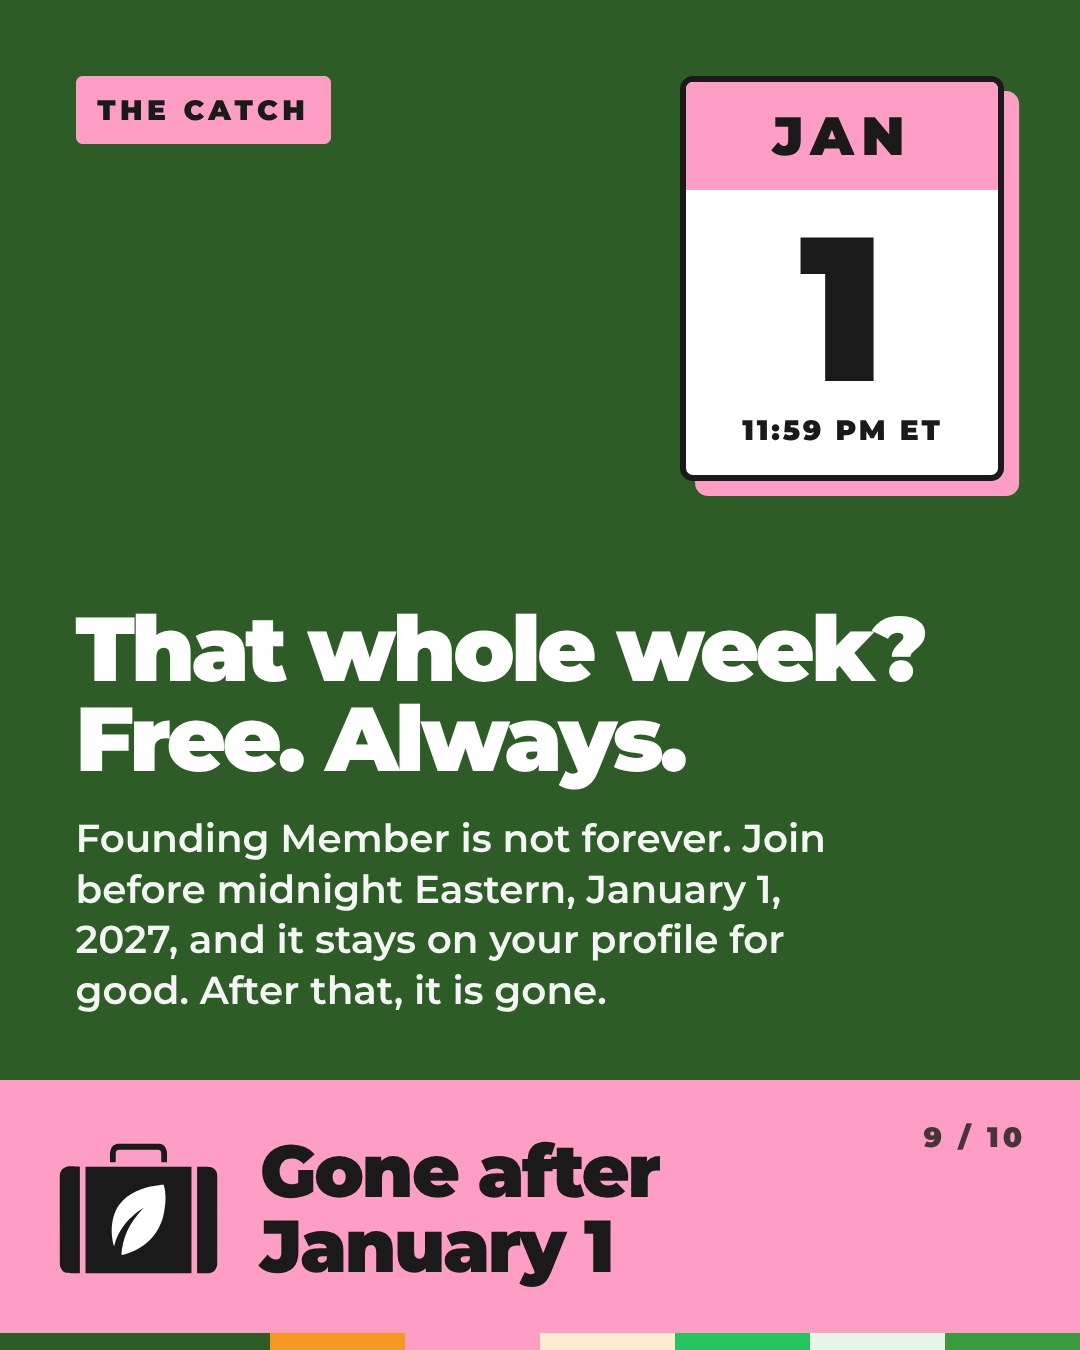 THE CATCH
JAN
1
11:59 PM ET
That whole week?
Free. Always.
Founding Member is not forever. Join
before midnight Eastern, January 1,
2027, and it stays on your profile for
good. After that, it is gone.
9 / 10
Gone after
January 1